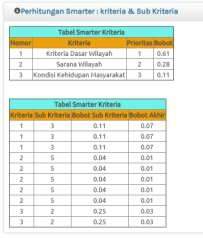 Perhitungan Smarter : kriteria & Sub Kriteria
Tabel Smarter Kriteria
Nomor Kriteria Prioritas Bobot
1 Kriteria Dasar Wilayah 1 0.61
2 Sarana Wilayah 2 0.28
3 Kondisi Kehidupan Masyarakat 3 0.11
Tabel Smarter Kriteria
Kriteria Sub Kriteria Bobot Sub Kriteria Bobot Akhir
1 3 0.11 0.07
1 3 0.11 0.07
1 3 0.11 0.07
2 5 0.04 0.01
2 5 0.04 0.01
2 5 0.04 0.01
2 5 0.04 0.01
2 5 0.04 0.01
3 2 0.25 0.03
3 2 0.25 0.03